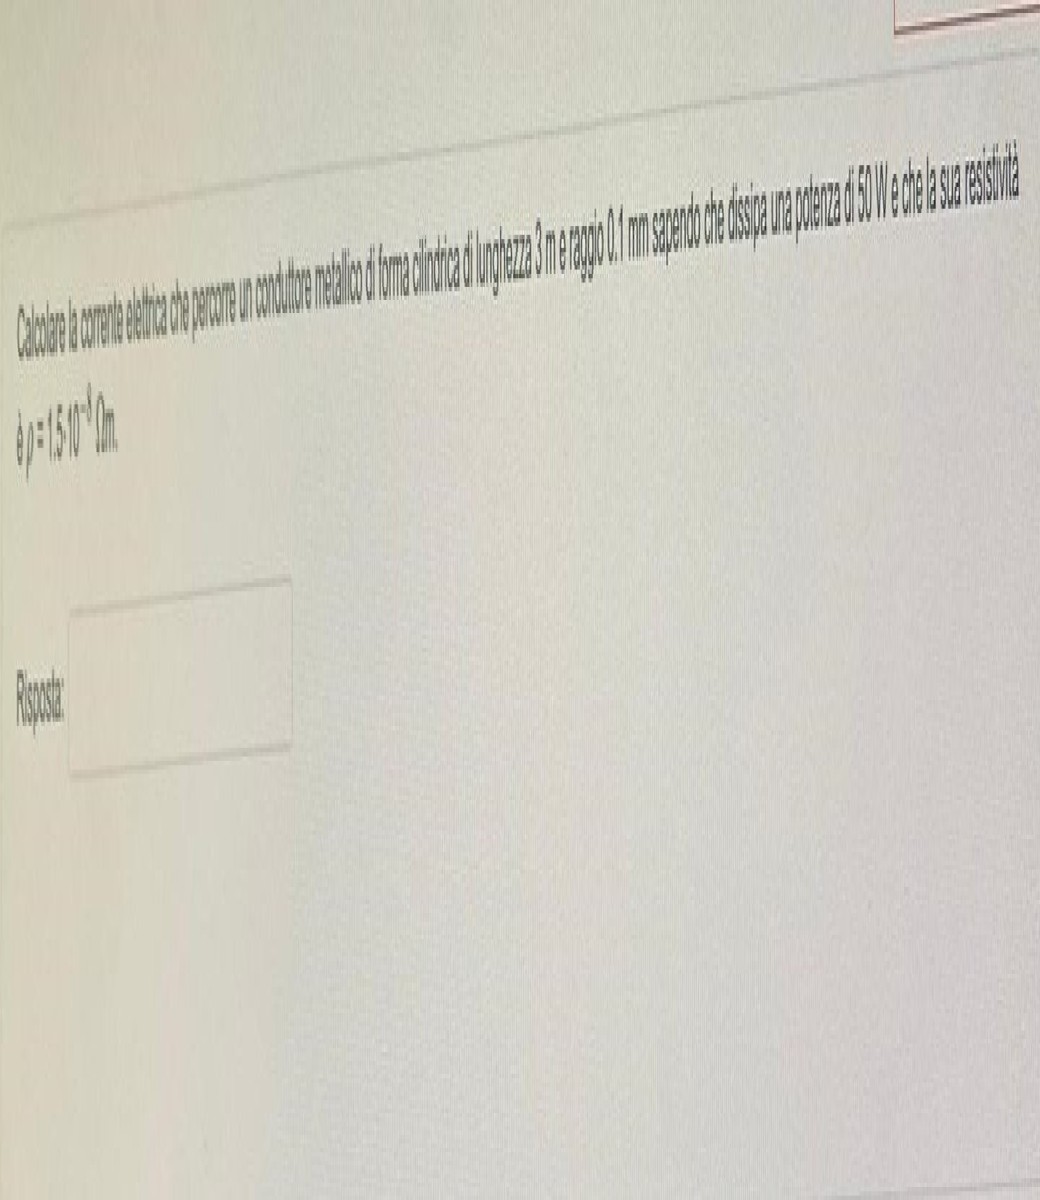 Calcolare la corrente elettrica che percorre un conduttore metallico di forma cilindrica di lunghezza 3 m e raggio 0.1 mm sapendo che dissipa una potenza di 50 W e che la sua resistività
è ρ = 1.5·10⁻⁸ Ωm.
Risposta: